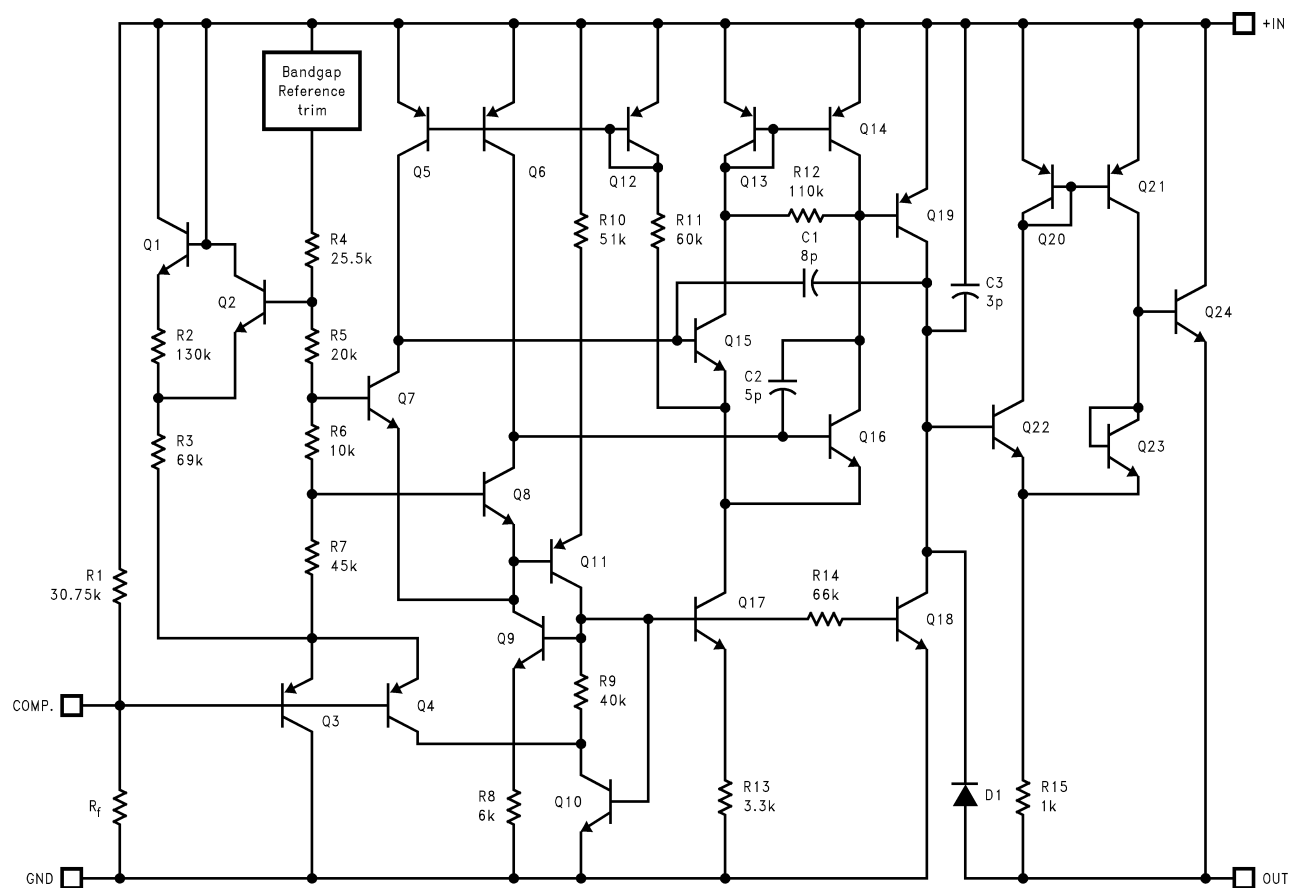 +IN
Bandgap
Reference
trim
Q14
Q5
Q6
Q12
Q13
R12
110k
Q21
Q1
R4
25.5k
R10
51k
R11
60k
Q19
Q20
C1
8p
Q2
C3
3p
Q24
R2
130k
R5
20k
Q15
C2
5p
Q7
R3
69k
R6
10k
Q16
Q22
Q23
Q8
R7
45k
R1
30.75k
Q11
R14
66k
Q17
Q18
Q9
COMP.
Q3
Q4
R9
40k
Rf
R8
6k
Q10
R13
3.3k
D1
R15
1k
GND
OUT